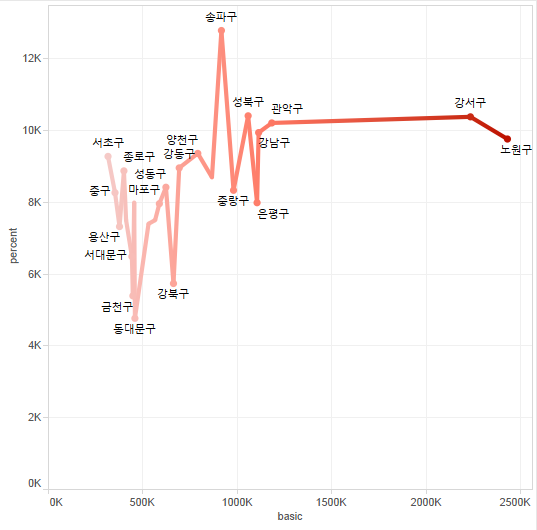 송파구
12K
성북구
관악구
강서구
10K
양천구
서초구
강남구
강동구
노원구
종로구
성동구
8K
중구
마포구
중랑구
은평구
용산구
percent
서대문구
6K
금천구
강북구
동대문구
4K
2K
0K
0K
500K
1000K
1500K
2000K
2500K
basic